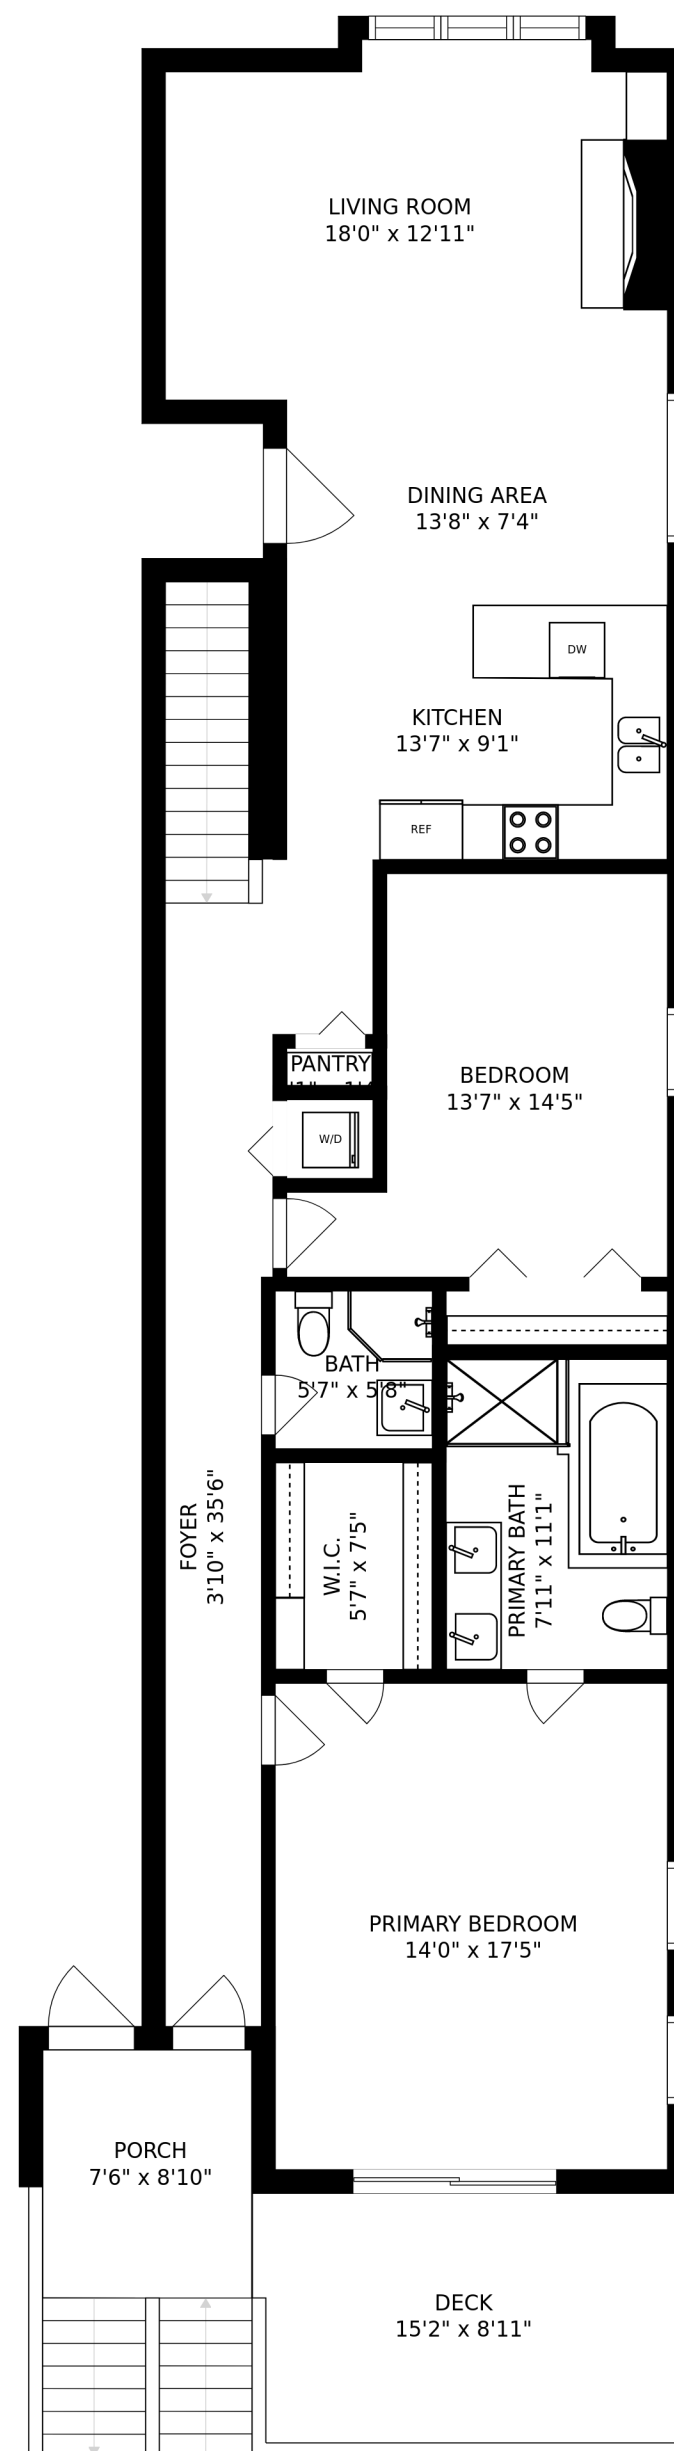 LIVING ROOM
18'0" x 12'11"
DINING AREA
13'8" x 7'4"
DW
KITCHEN
13'7" x 9'1"
REF
PANTRY
BEDROOM
13'7" x 14'5"
W/D
BATH
5'7" x 5'8"
FOYER
3'10" x 35'6"
W.I.C.
5'7" x 7'5"
PRIMARY BATH
7'11" x 11'1"
PRIMARY BEDROOM
14'0" x 17'5"
PORCH
7'6" x 8'10"
DECK
15'2" x 8'11"